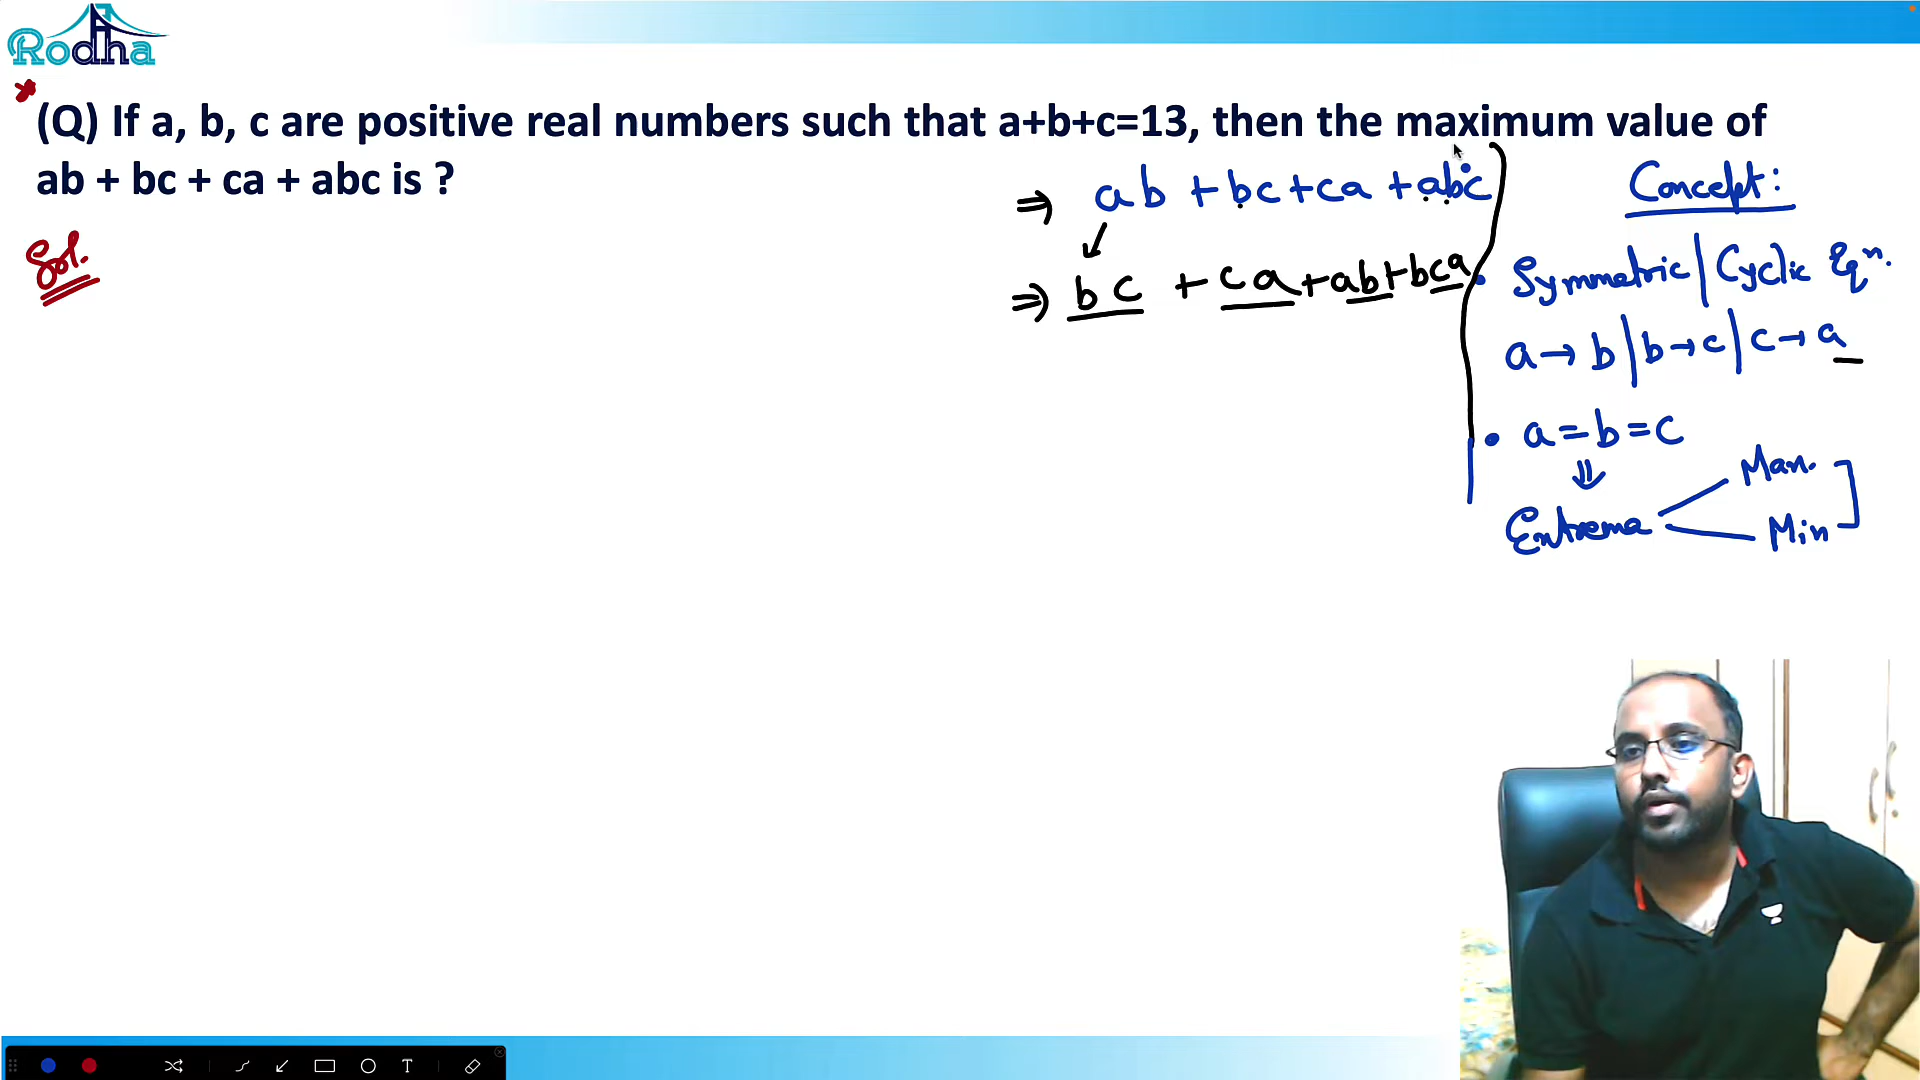 Rodha
(Q) If a, b, c are positive real numbers such that a+b+c=13, then the maximum value of
ab + bc + ca + abc is ?
Sol.
⇒ ab + bc + ca + abc
⇒ bc + ca + ab + bca
Concept:
• Symmetric | Cyclic Eqⁿ.
a → b | b → c | c → a
• a = b = c
⇓
Extrema
Max.
Min
T